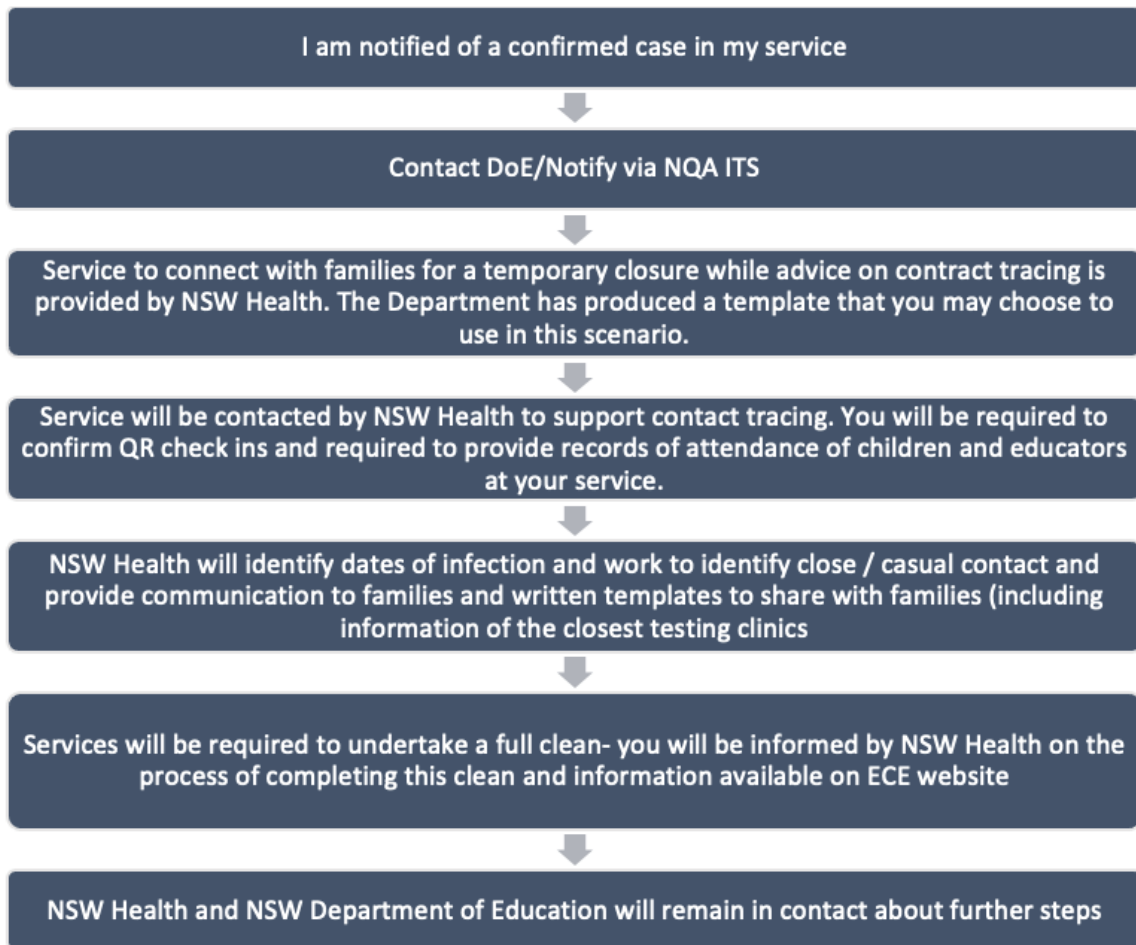 I am notified of a confirmed case in my service
Contact DoE/Notify via NQA ITS
Service to connect with families for a temporary closure while advice on contract tracing is
provided by NSW Health. The Department has produced a template that you may choose to
use in this scenario.
Service will be contacted by NSW Health to support contact tracing. You will be required to
confirm QR check ins and required to provide records of attendance of children and educators
at your service.
NSW Health will identify dates of infection and work to identify close / casual contact and
provide communication to families and written templates to share with families (including
information of the closest testing clinics
Services will be required to undertake a full clean- you will be informed by NSW Health on the
process of completing this clean and information available on ECE website
NSW Health and NSW Department of Education will remain in contact about further steps